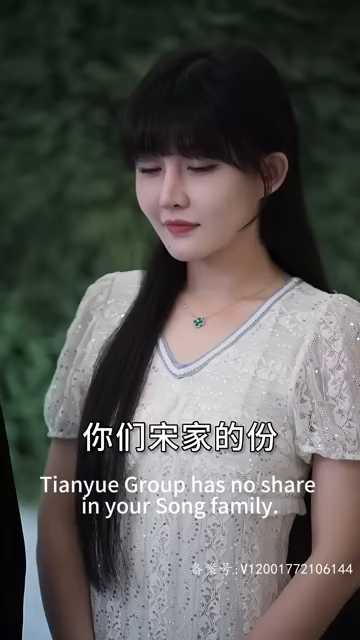 你们宋家的份
Tianyue Group has no share
in your Song family.
备案号:V12001772106144